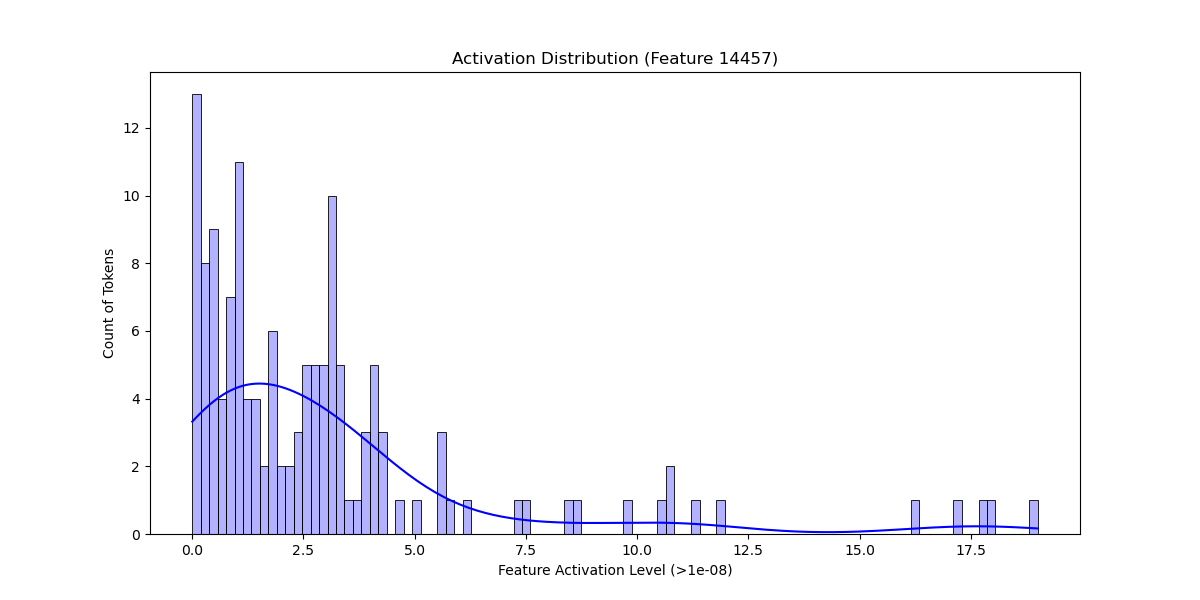 Activation Distribution (Feature 14457)
Count of Tokens
12
10
8
6
4
2
0
0.0 2.5 5.0 7.5 10.0 12.5 15.0 17.5
Feature Activation Level (>1e-08)